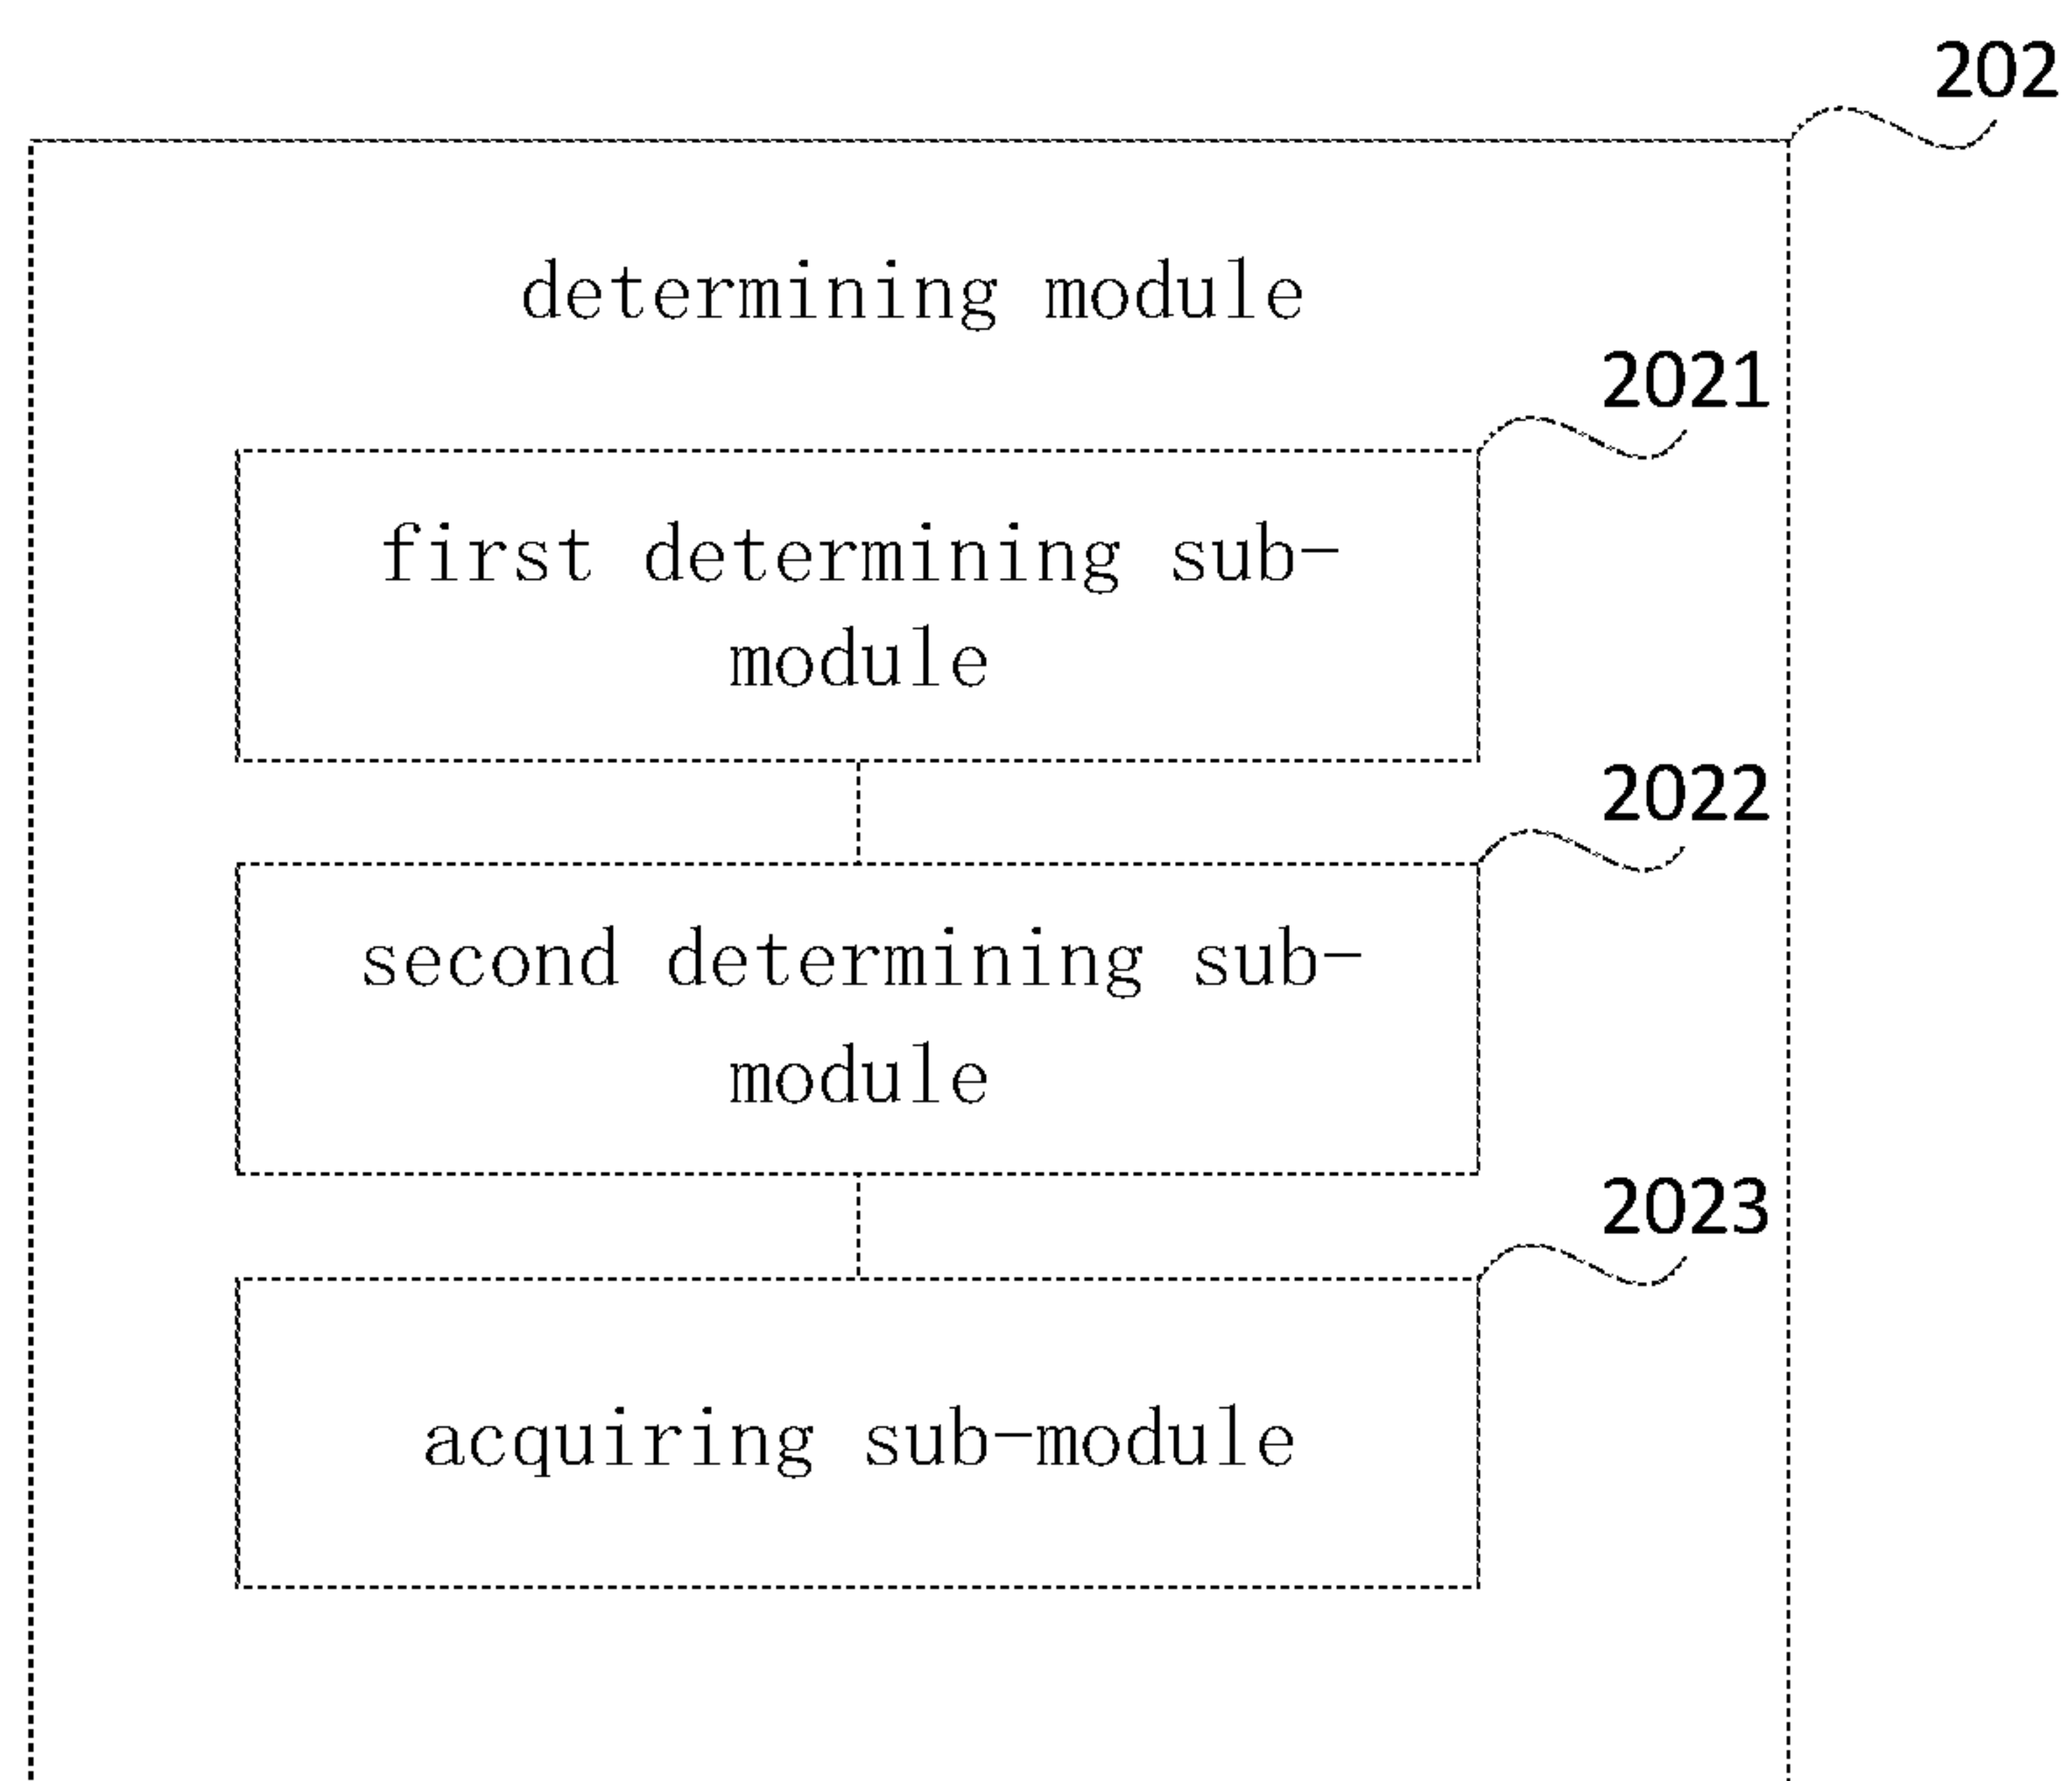 202
determining module
2021
first determining sub-
module
2022
second determining sub-
module
2023
acquiring sub-module